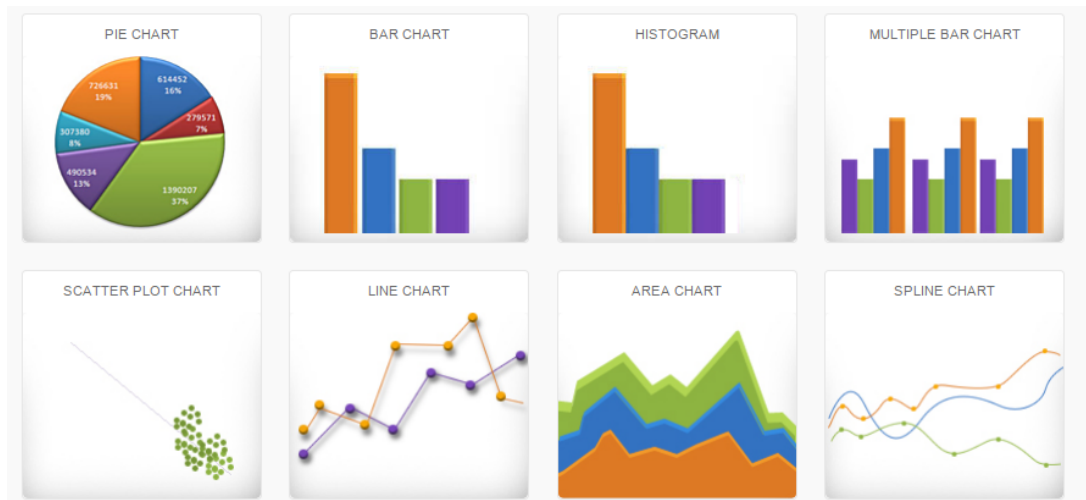 PIE CHART
BAR CHART
HISTOGRAM
MULTIPLE BAR CHART
726631
19%
614452
16%
279571
7%
307380
8%
490534
13%
1390207
37%
SCATTER PLOT CHART
LINE CHART
AREA CHART
SPLINE CHART